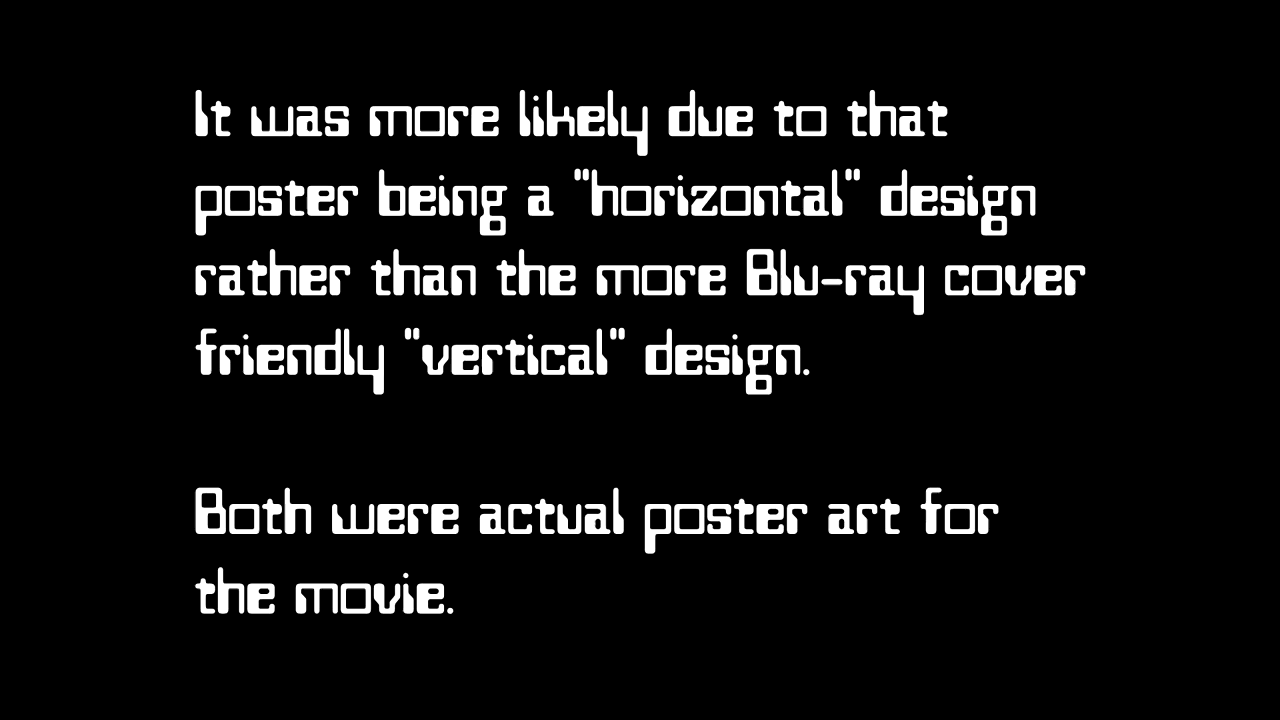 It was more likely due to that
poster being a "horizontal" design
rather than the more Blu-ray cover
friendly "vertical" design.
Both were actual poster art for
the movie.